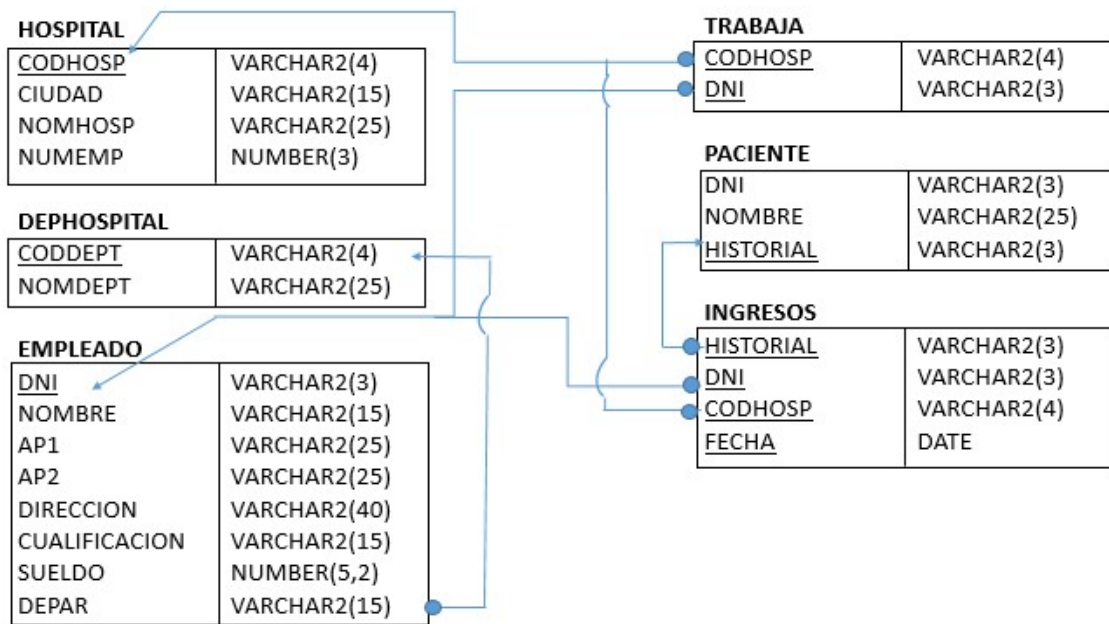 HOSPITAL
CODHOSP VARCHAR2(4)
CIUDAD VARCHAR2(15)
NOMHOSP VARCHAR2(25)
NUMEMP NUMBER(3)
DEPHOSPITAL
CODDEPT VARCHAR2(4)
NOMDEPT VARCHAR2(25)
EMPLEADO
DNI VARCHAR2(3)
NOMBRE VARCHAR2(15)
AP1 VARCHAR2(25)
AP2 VARCHAR2(25)
DIRECCION VARCHAR2(40)
CUALIFICACION VARCHAR2(15)
SUELDO NUMBER(5,2)
DEPAR VARCHAR2(15)
TRABAJA
CODHOSP VARCHAR2(4)
DNI VARCHAR2(3)
PACIENTE
DNI VARCHAR2(3)
NOMBRE VARCHAR2(25)
HISTORIAL VARCHAR2(3)
INGRESOS
HISTORIAL VARCHAR2(3)
DNI VARCHAR2(3)
CODHOSP VARCHAR2(4)
FECHA DATE